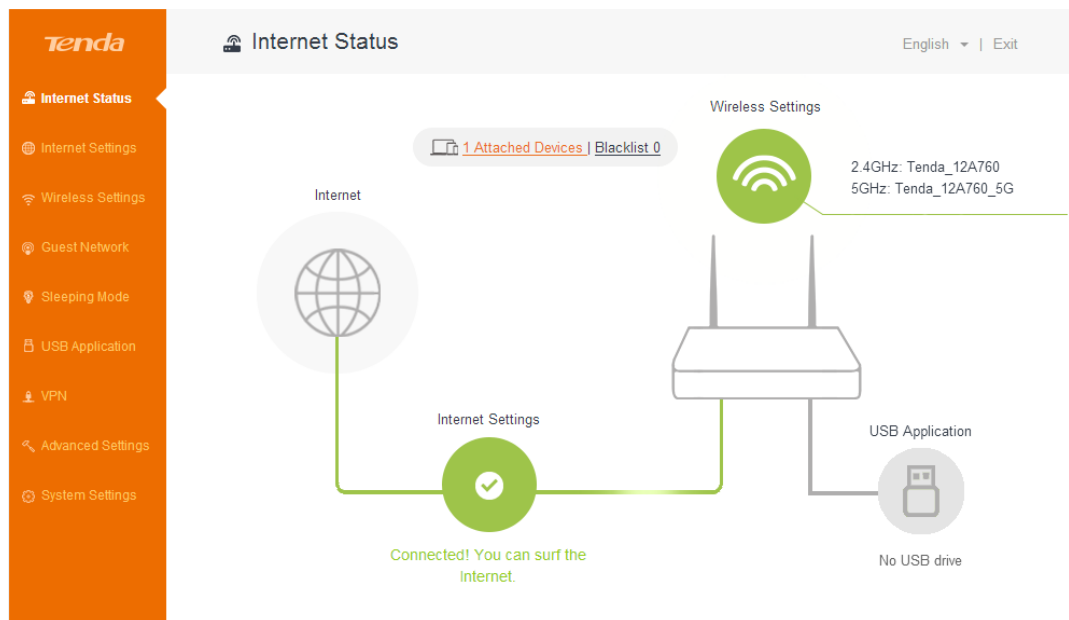 Tenda
Internet Status
English | Exit
Internet Status
Internet Settings
Wireless Settings
Guest Network
Sleeping Mode
USB Application
VPN
Advanced Settings
System Settings
Wireless Settings
1 Attached Devices | Blacklist 0
2.4GHz: Tenda_12A760
5GHz: Tenda_12A760_5G
Internet
Internet Settings
Connected! You can surf the
Internet.
USB Application
No USB drive